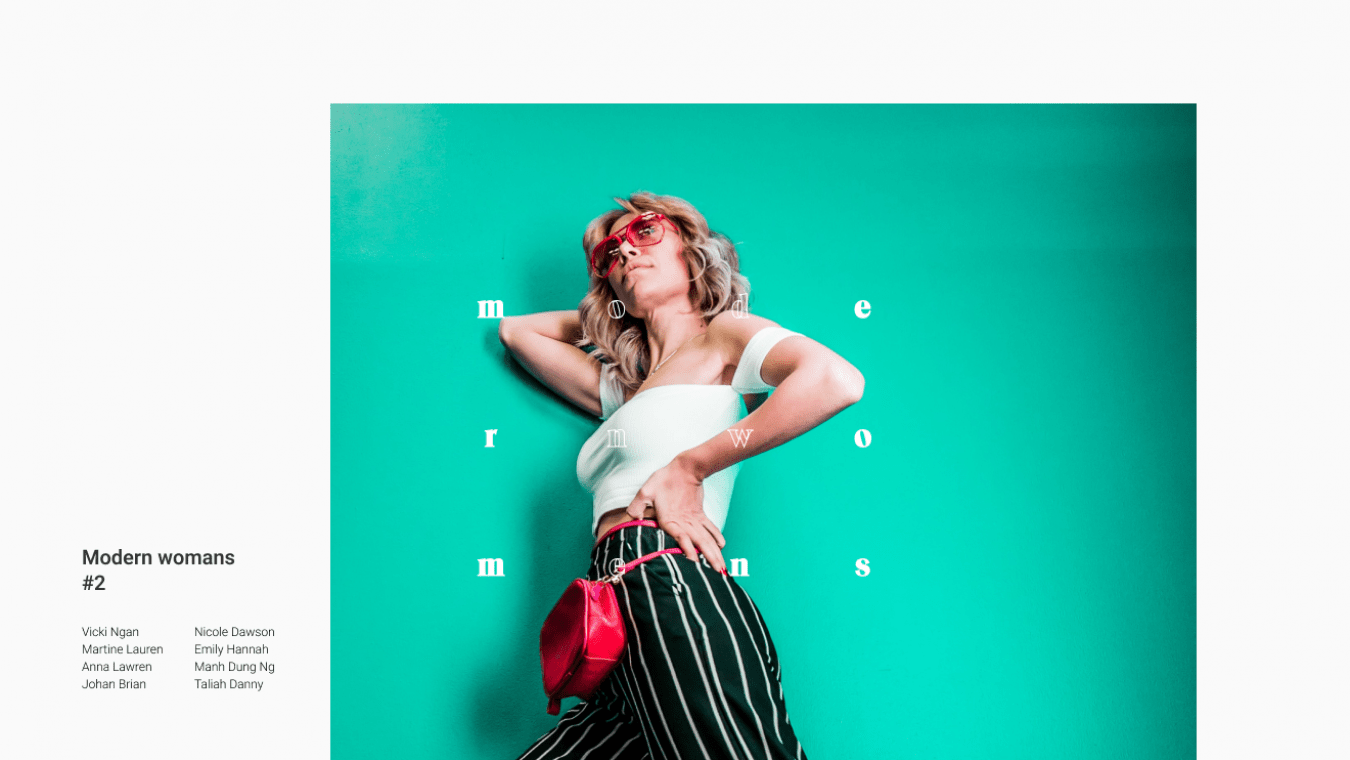 m o d e
r n w o
m e n s
Modern womans
#2
Vicki Ngan
Martine Lauren
Anna Lawren
Johan Brian
Nicole Dawson
Emily Hannah
Manh Dung Ng
Taliah Danny